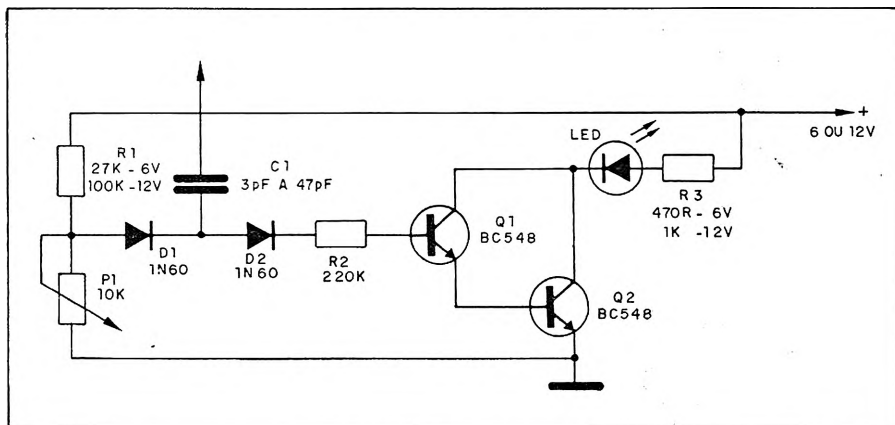 LED
+
6 OU 12V
R1
27K - 6V
100K -12V
C1
3pF A 47pF
R3
470R - 6V
1K -12V
Q1
BC548
D1
1N60
D2
1N60
R2
220K
P1
10K
Q2
BC548